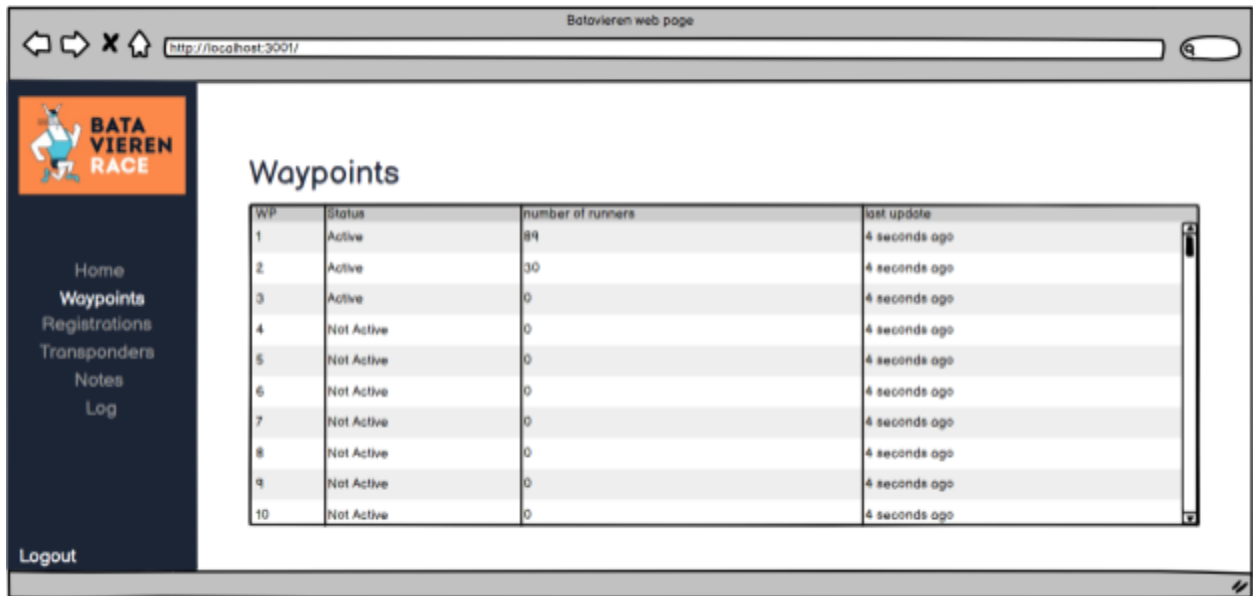 Batavieren web page
http://localhost:3001/
BATA
VIEREN
RACE
Home
Waypoints
Registrations
Transponders
Notes
Log
Logout
Waypoints
WP Status number of runners last update
1 Active 89 4 seconds ago
2 Active 30 4 seconds ago
3 Active 0 4 seconds ago
4 Not Active 0 4 seconds ago
5 Not Active 0 4 seconds ago
6 Not Active 0 4 seconds ago
7 Not Active 0 4 seconds ago
8 Not Active 0 4 seconds ago
9 Not Active 0 4 seconds ago
10 Not Active 0 4 seconds ago